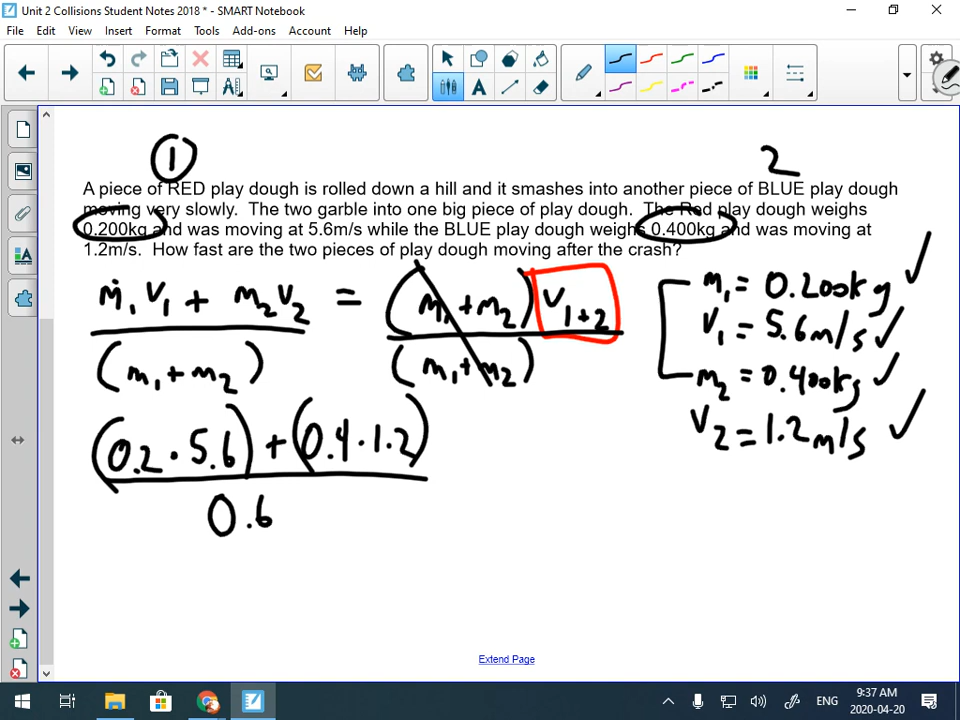 Unit 2 Collisions Student Notes 2018 * - SMART Notebook
File Edit View Insert Format Tools Add-ons Account Help
1 2
A piece of RED play dough is rolled down a hill and it smashes into another piece of BLUE play dough
moving very slowly. The two garble into one big piece of play dough. The Red play dough weighs
0.200kg and was moving at 5.6m/s while the BLUE play dough weighs 0.400kg and was moving at
1.2m/s. How fast are the two pieces of play dough moving after the crash?
m₁v₁ + m₂v₂ = (m₁+m₂) v₁₊₂
(m₁+m₂) (m₁+m₂)
(0.2 · 5.6) + (0.4 · 1.2)
0.6
m₁ = 0.200kg ✓
v₁ = 5.6m/s ✓
m₂ = 0.400kg ✓
v₂ = 1.2m/s ✓
Extend Page
ENG
9:37 AM
2020-04-20